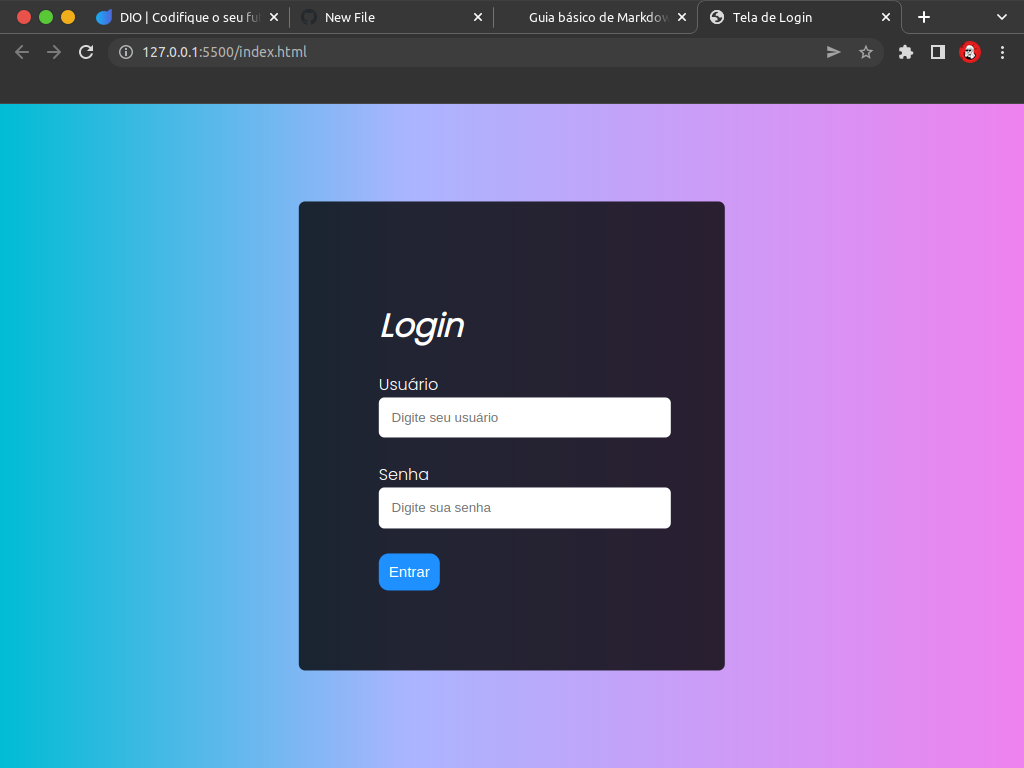 DIO | Codifique o seu fu
New File
Guia básico de Markdow
Tela de Login
127.0.0.1:5500/index.html
Login
Usuário
Digite seu usuário
Senha
Digite sua senha
Entrar